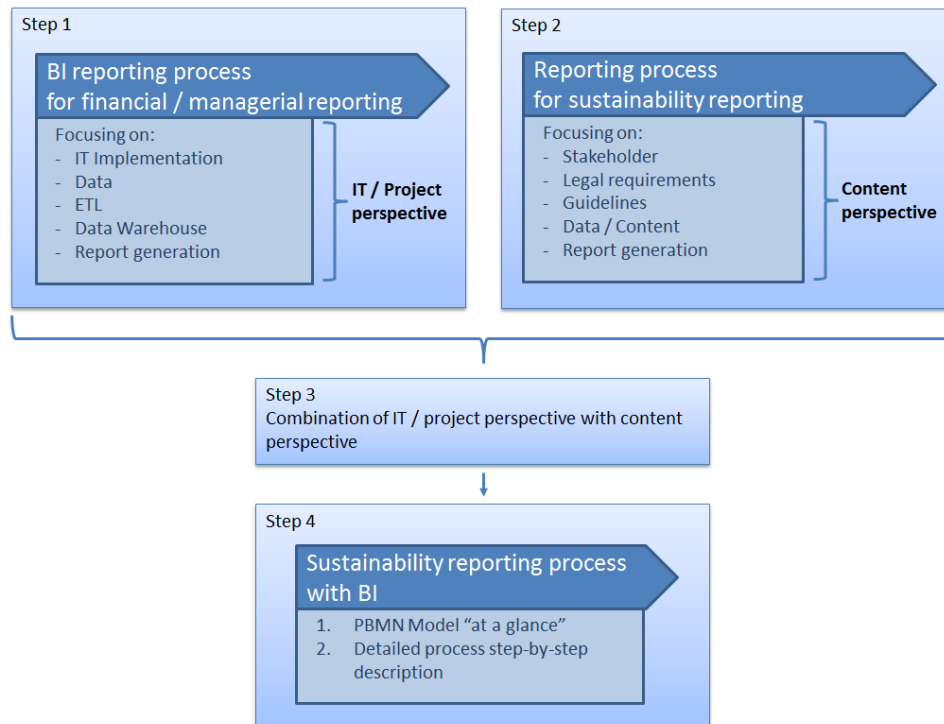 Step 1
BI reporting process
for financial / managerial reporting
Focusing on:
- IT Implementation
- Data
- ETL
- Data Warehouse
- Report generation
IT / Project
perspective
Step 2
Reporting process
for sustainability reporting
Focusing on:
- Stakeholder
- Legal requirements
- Guidelines
- Data / Content
- Report generation
Content
perspective
Step 3
Combination of IT / project perspective with content
perspective
Step 4
Sustainability reporting process
with BI
1. PBMN Model “at a glance”
2. Detailed process step-by-step
description